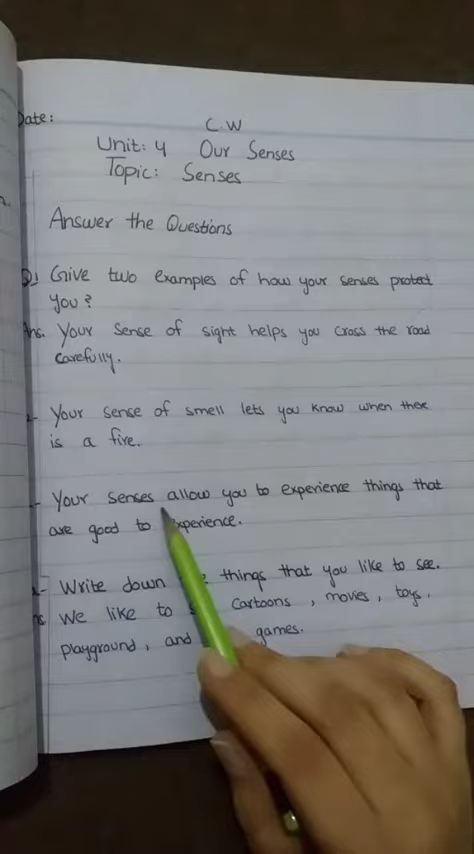 Date:
C.W
Unit: 4 Our Senses
Topic: Senses
Answer the Questions
Q1 Give two examples of how your senses protect
you?
Ans. Your sense of sight helps you cross the road
carefully.
- Your sense of smell lets you know when thee
is a fire.
- Your senses allow you to experience things that
are good to experience.
- Write down things that you like to see.
ns We like to cartoons, movies, toys,
playground, and games.